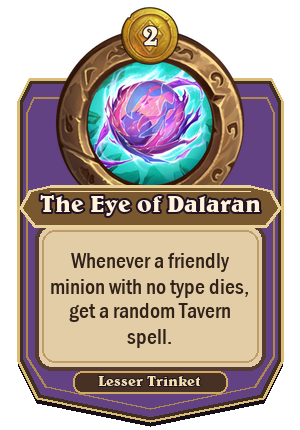 2
The Eye of Dalaran
Whenever a friendly
minion with no type dies,
get a random Tavern
spell.
Lesser Trinket